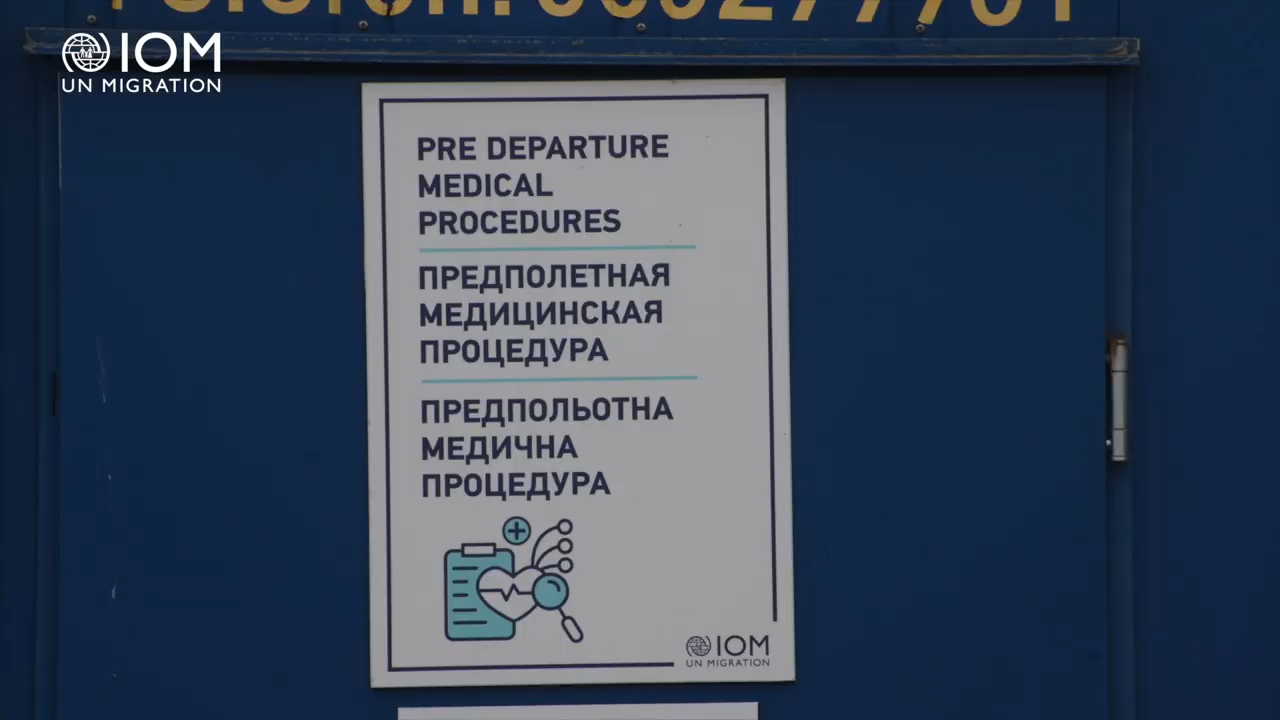 IOM
UN MIGRATION
PRE DEPARTURE
MEDICAL
PROCEDURES
ПРЕДПОЛЕТНАЯ
МЕДИЦИНСКАЯ
ПРОЦЕДУРА
ПРЕДПОЛЬОТНА
МЕДИЧНА
ПРОЦЕДУРА
IOM
UN MIGRATION